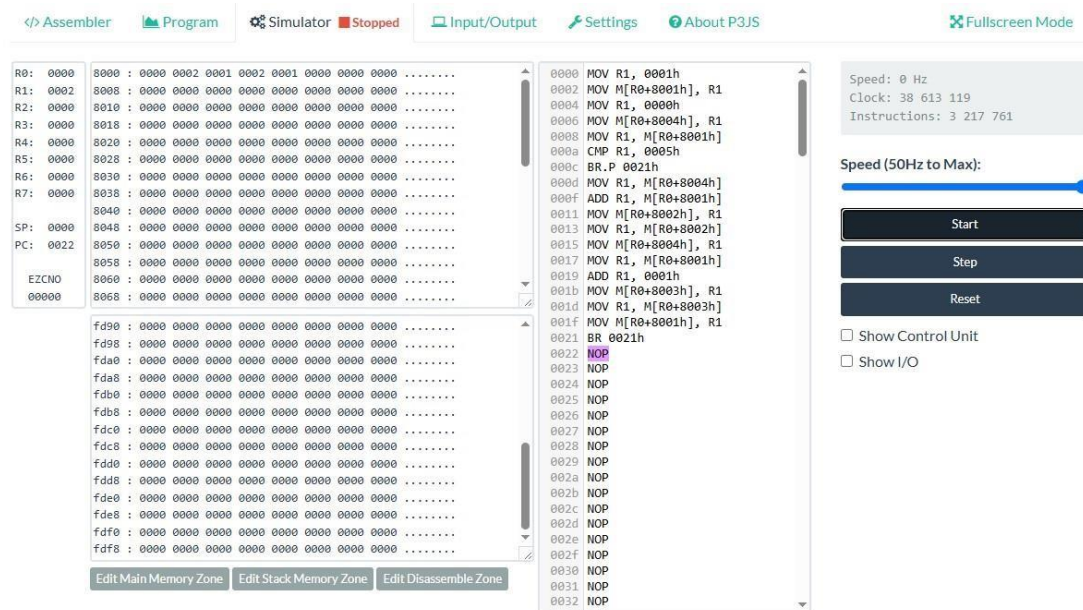 </> Assembler Program Simulator Stopped Input/Output Settings About P3JS Fullscreen Mode
R0: 0000
R1: 0002
R2: 0000
R3: 0000
R4: 0000
R5: 0000
R6: 0000
R7: 0000
SP: 0000
PC: 0022
EZCNO
00000
8000 : 0000 0002 0001 0002 0001 0000 0000 0000 ........
8008 : 0000 0000 0000 0000 0000 0000 0000 0000 ........
8010 : 0000 0000 0000 0000 0000 0000 0000 0000 ........
8018 : 0000 0000 0000 0000 0000 0000 0000 0000 ........
8020 : 0000 0000 0000 0000 0000 0000 0000 0000 ........
8028 : 0000 0000 0000 0000 0000 0000 0000 0000 ........
8030 : 0000 0000 0000 0000 0000 0000 0000 0000 ........
8038 : 0000 0000 0000 0000 0000 0000 0000 0000 ........
8040 : 0000 0000 0000 0000 0000 0000 0000 0000 ........
8048 : 0000 0000 0000 0000 0000 0000 0000 0000 ........
8050 : 0000 0000 0000 0000 0000 0000 0000 0000 ........
8058 : 0000 0000 0000 0000 0000 0000 0000 0000 ........
8060 : 0000 0000 0000 0000 0000 0000 0000 0000 ........
8068 : 0000 0000 0000 0000 0000 0000 0000 0000 ........
fd90 : 0000 0000 0000 0000 0000 0000 0000 0000 ........
fd98 : 0000 0000 0000 0000 0000 0000 0000 0000 ........
fda0 : 0000 0000 0000 0000 0000 0000 0000 0000 ........
fda8 : 0000 0000 0000 0000 0000 0000 0000 0000 ........
fdb0 : 0000 0000 0000 0000 0000 0000 0000 0000 ........
fdb8 : 0000 0000 0000 0000 0000 0000 0000 0000 ........
fdc0 : 0000 0000 0000 0000 0000 0000 0000 0000 ........
fdc8 : 0000 0000 0000 0000 0000 0000 0000 0000 ........
fdd0 : 0000 0000 0000 0000 0000 0000 0000 0000 ........
fdd8 : 0000 0000 0000 0000 0000 0000 0000 0000 ........
fde0 : 0000 0000 0000 0000 0000 0000 0000 0000 ........
fde8 : 0000 0000 0000 0000 0000 0000 0000 0000 ........
fdf0 : 0000 0000 0000 0000 0000 0000 0000 0000 ........
fdf8 : 0000 0000 0000 0000 0000 0000 0000 0000 ........
Edit Main Memory Zone Edit Stack Memory Zone Edit Disassemble Zone
0000 MOV R1, 0001h
0002 MOV M[R0+8001h], R1
0004 MOV R1, 0000h
0006 MOV M[R0+8004h], R1
0008 MOV R1, M[R0+8001h]
000a CMP R1, 0005h
000c BR.P 0021h
000d MOV R1, M[R0+8004h]
000f ADD R1, M[R0+8001h]
0011 MOV M[R0+8002h], R1
0013 MOV R1, M[R0+8002h]
0015 MOV M[R0+8004h], R1
0017 MOV R1, M[R0+8001h]
0019 ADD R1, 0001h
001b MOV M[R0+8003h], R1
001d MOV R1, M[R0+8003h]
001f MOV M[R0+8001h], R1
0021 BR 0021h
0022 NOP
0023 NOP
0024 NOP
0025 NOP
0026 NOP
0027 NOP
0028 NOP
0029 NOP
002a NOP
002b NOP
002c NOP
002d NOP
002e NOP
002f NOP
0030 NOP
0031 NOP
0032 NOP
Speed: 0 Hz
Clock: 38 613 119
Instructions: 3 217 761
Speed (50Hz to Max):
Start
Step
Reset
Show Control Unit
Show I/O